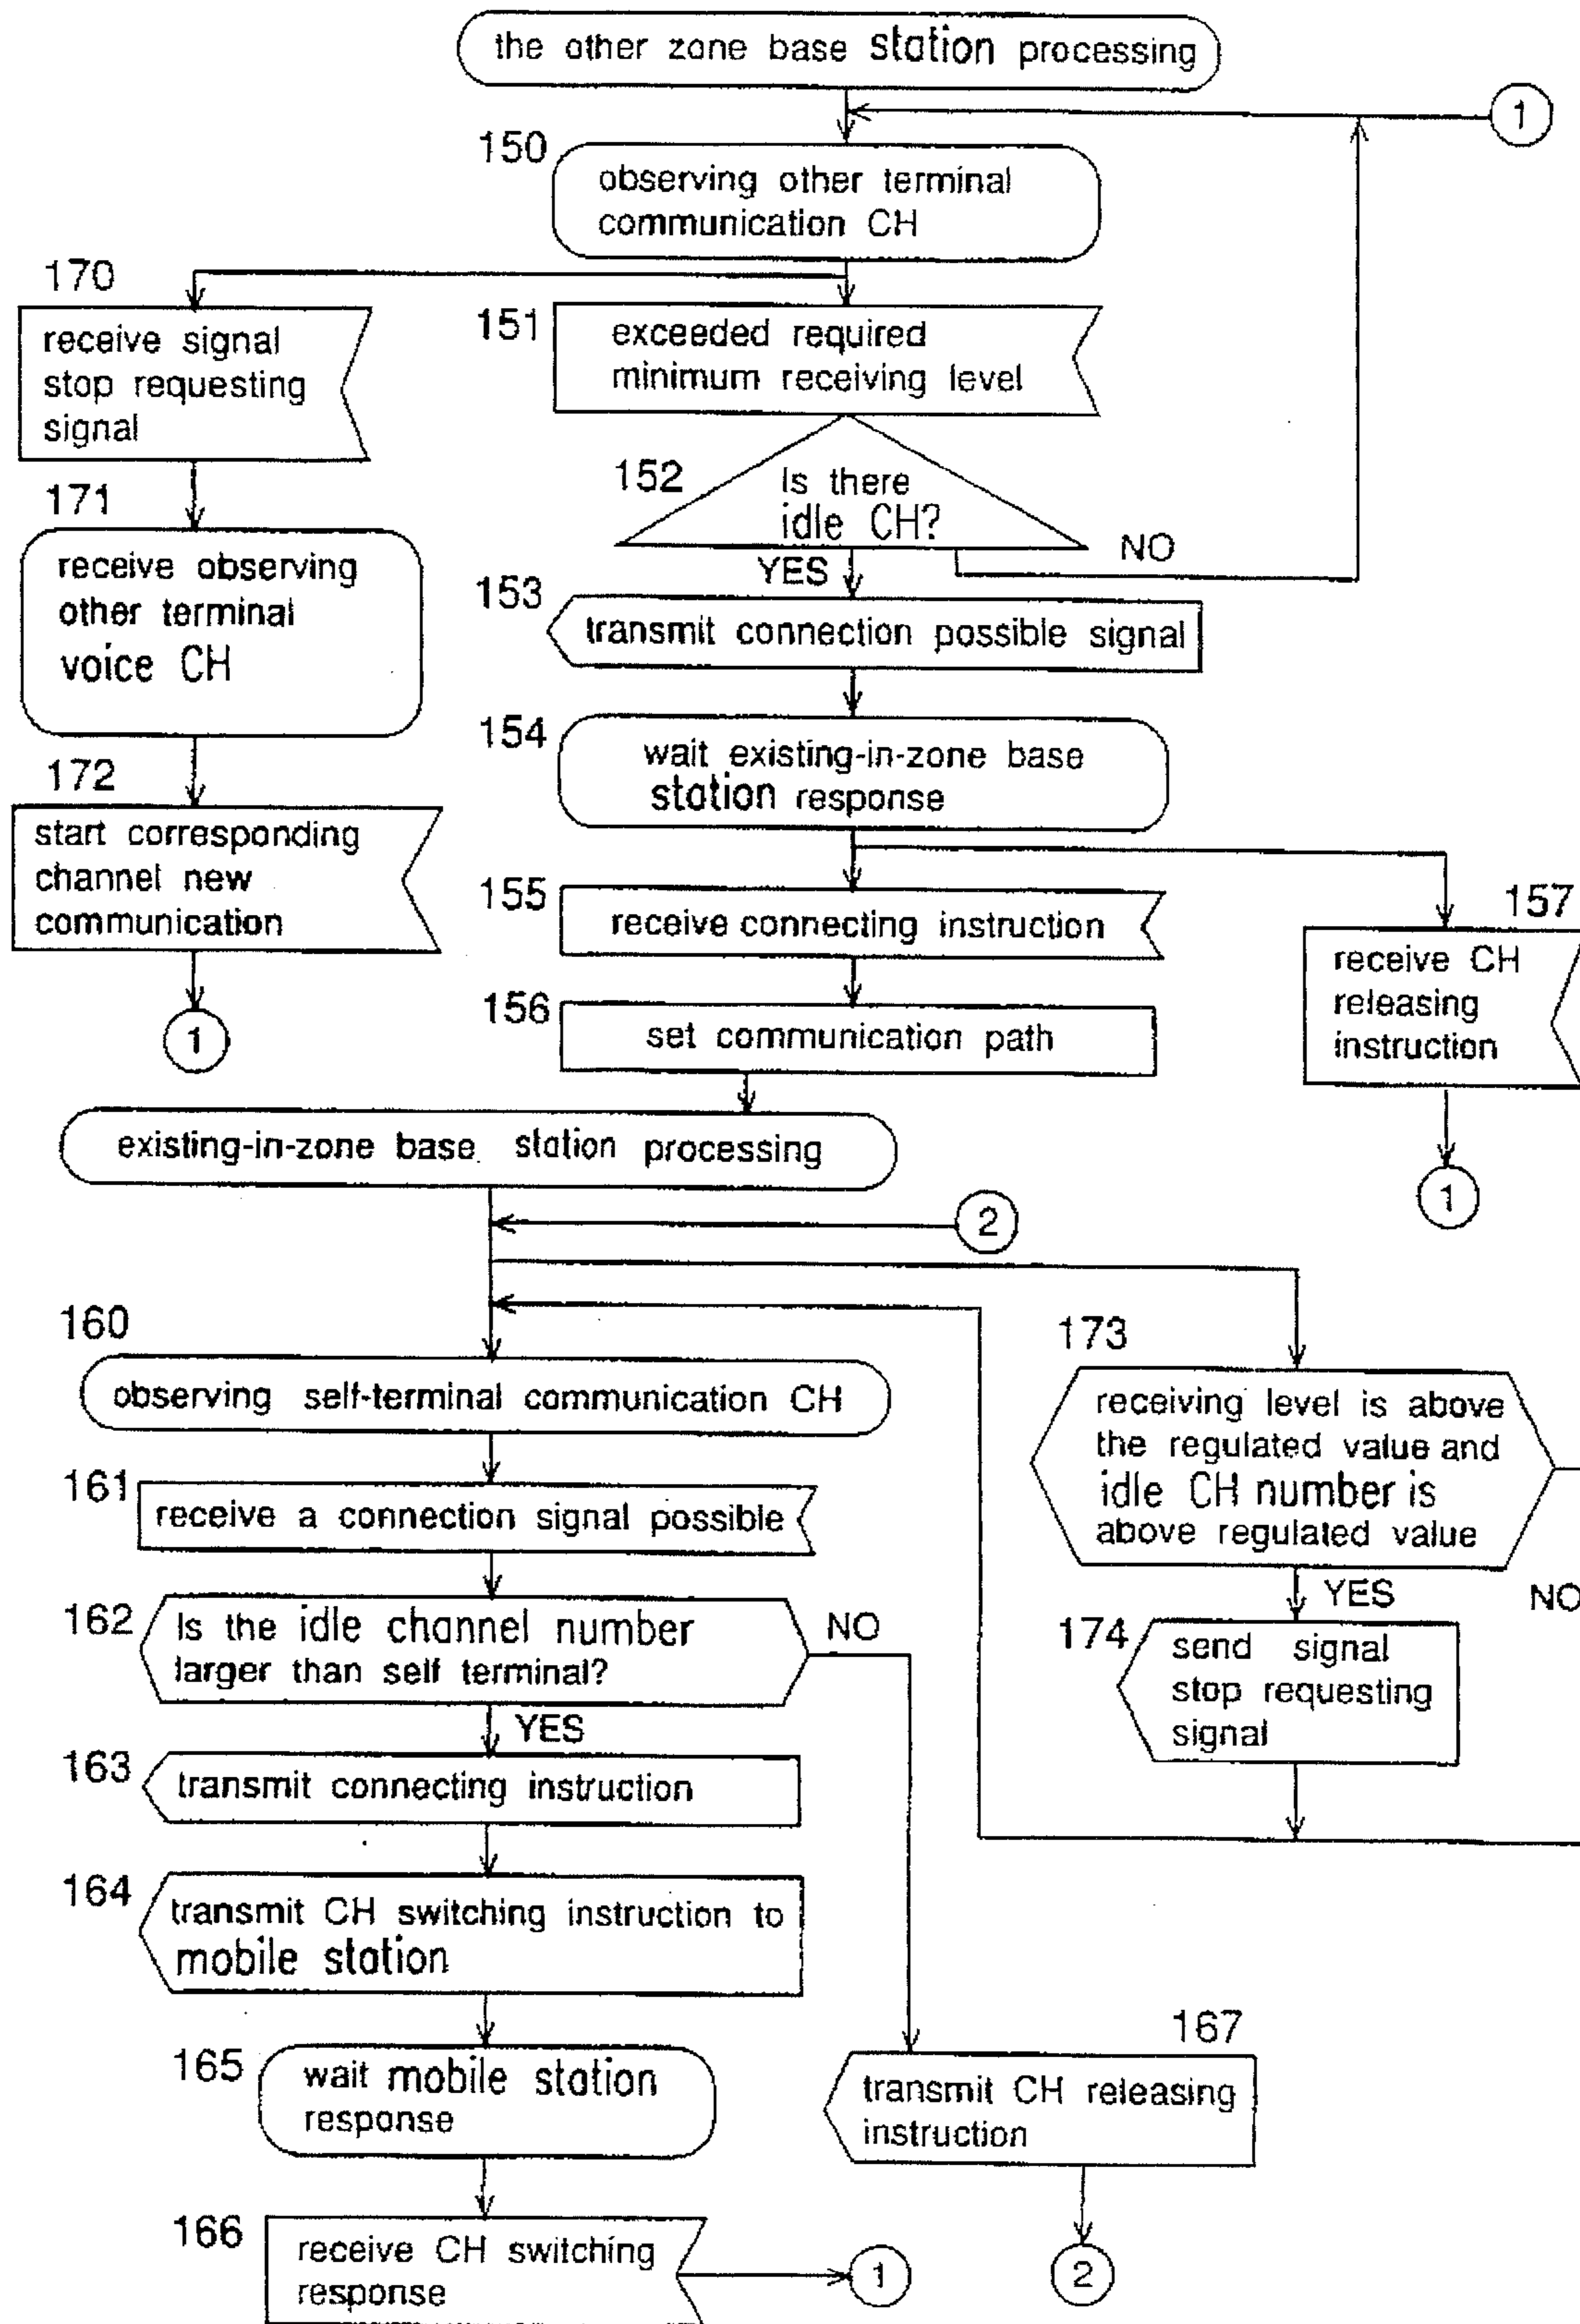 the other zone base station processing
1
150
observing other terminal
communication CH
170
receive signal
stop requesting
signal
151
exceeded required
minimum receiving level
152
Is there
idle CH?
NO
YES
171
receive observing
other terminal
voice CH
153
transmit connection possible signal
154
wait existing-in-zone base
station response
172
start corresponding
channel new
communication
1
155
receive connecting instruction
157
receive CH
releasing
instruction
1
156
set communication path
existing-in-zone base station processing
2
160
observing self-terminal communication CH
173
receiving level is above
the regulated value and
idle CH number is
above regulated value
YES
NO
161
receive a connection signal possible
162
Is the idle channel number
larger than self terminal?
NO
YES
174
send signal
stop requesting
signal
163
transmit connecting instruction
164
transmit CH switching instruction to
mobile station
165
wait mobile station
response
167
transmit CH releasing
instruction
2
166
receive CH switching
response
1